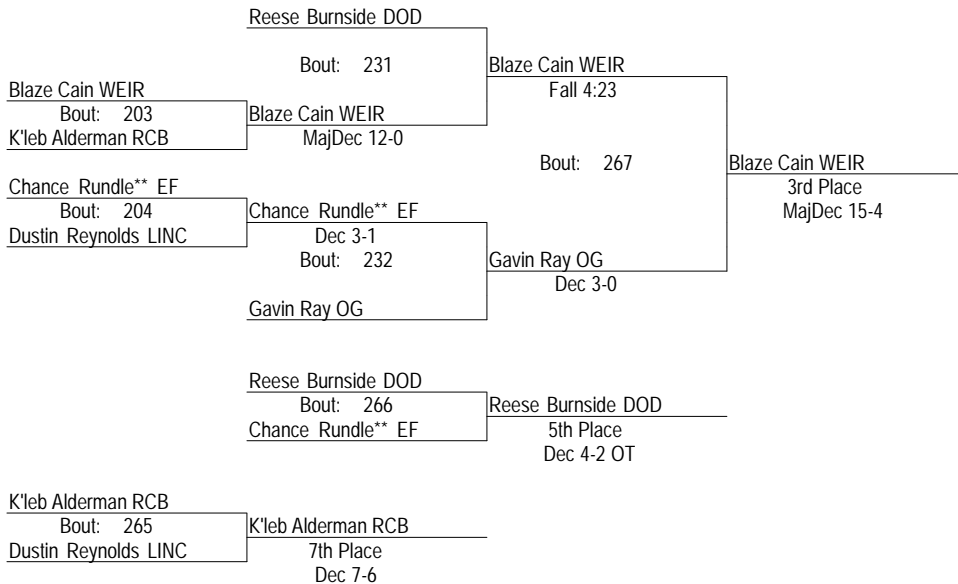 Reese Burnside DOD
Bout: 231
Blaze Cain WEIR
Fall 4:23
Blaze Cain WEIR
Bout: 203
K'leb Alderman RCB
Blaze Cain WEIR
MajDec 12-0
Bout: 267
Blaze Cain WEIR
3rd Place
MajDec 15-4
Chance Rundle** EF
Bout: 204
Dustin Reynolds LINC
Chance Rundle** EF
Dec 3-1
Bout: 232
Gavin Ray OG
Dec 3-0
Gavin Ray OG
Reese Burnside DOD
Bout: 266
Chance Rundle** EF
Reese Burnside DOD
5th Place
Dec 4-2 OT
K'leb Alderman RCB
Bout: 265
Dustin Reynolds LINC
K'leb Alderman RCB
7th Place
Dec 7-6